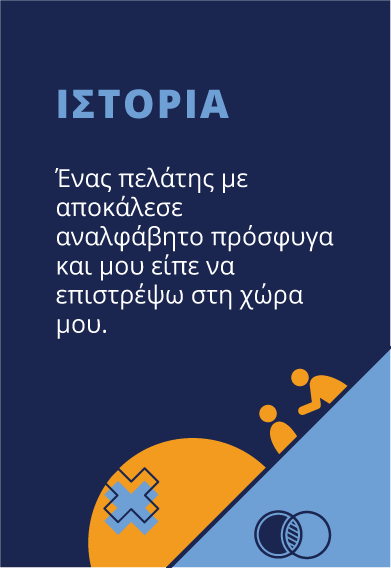 ΙΣΤΟΡΙΑ
Ένας πελάτης με
αποκάλεσε
αναλφάβητο πρόσφυγα
και μου είπε να
επιστρέψω στη χώρα
μου.